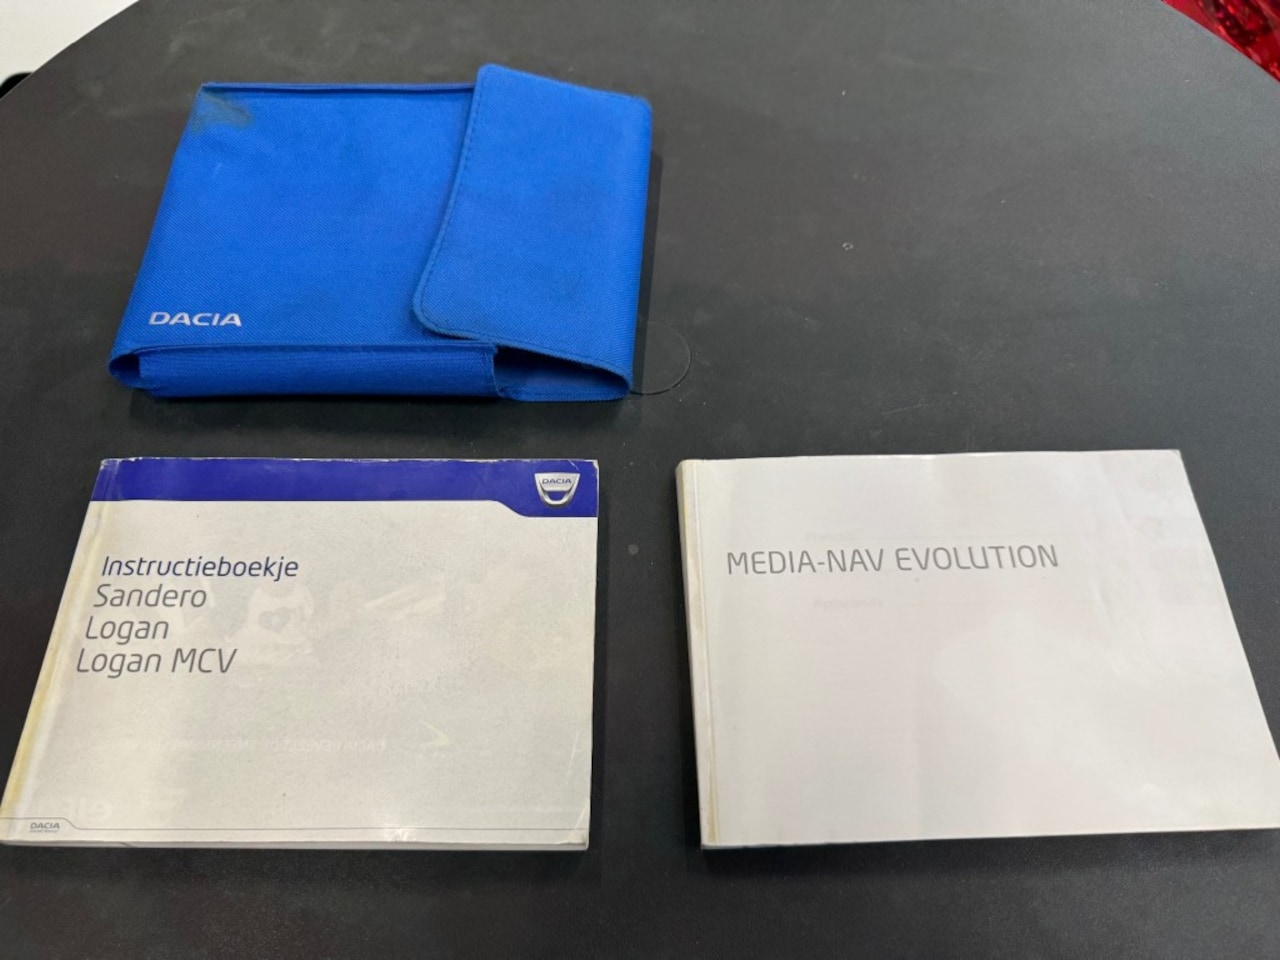 DACIA
DACIA
Instructieboekje
Sandero
Logan
Logan MCV
DACIA
MEDIA-NAV EVOLUTION